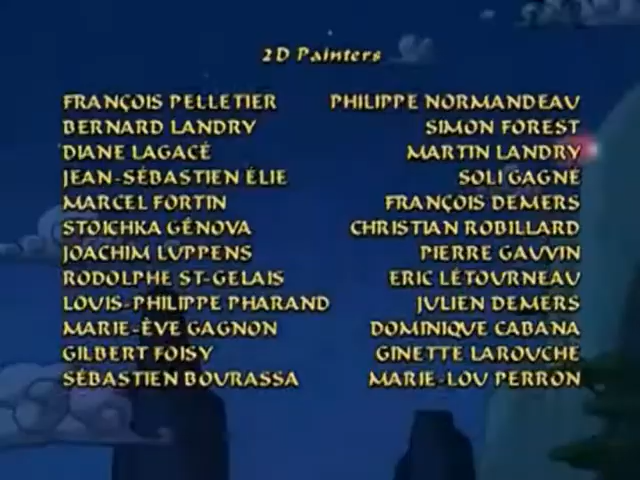 2D Painters
FRANÇOIS PELLETIER PHILIPPE NORMANDEAU
BERNARD LANDRY SIMON FOREST
DIANE LAGACÉ MARTIN LANDRY
JEAN-SÉBASTIEN ÉLIE SOLI GAGNÉ
MARCEL FORTIN FRANÇOIS DEMERS
STOICHKA GÉNOVA CHRISTIAN ROBILLARD
JOACHIM LUPPENS PIERRE GAUVIN
RODOLPHE ST-GELAIS ERIC LÉTOURNEAU
LOUIS-PHILIPPE PHARAND JULIEN DEMERS
MARIE-ÈVE GAGNON DOMINIQUE CABANA
GILBERT FOISY GINETTE LAROUCHE
SÉBASTIEN BOURASSA MARIE-LOU PERRON